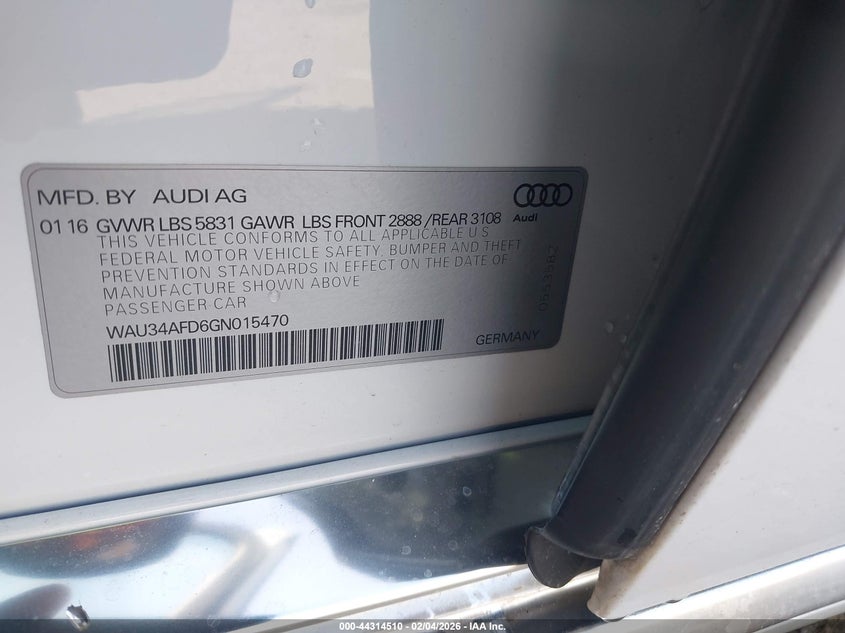 MFD. BY AUDI AG
Audi
01 16 GVWR LBS 5831 GAWR LBS FRONT 2888 /REAR 3108
THIS VEHICLE CONFORMS TO ALL APPLICABLE U S
FEDERAL MOTOR VEHICLE SAFETY, BUMPER AND THEFT
PREVENTION STANDARDS IN EFFECT ON THE DATE OF
MANUFACTURE SHOWN ABOVE
PASSENGER CAR
WAU34AFD6GN015470
GERMANY
000-44314510 - 02/04/2026 - IAA Inc.